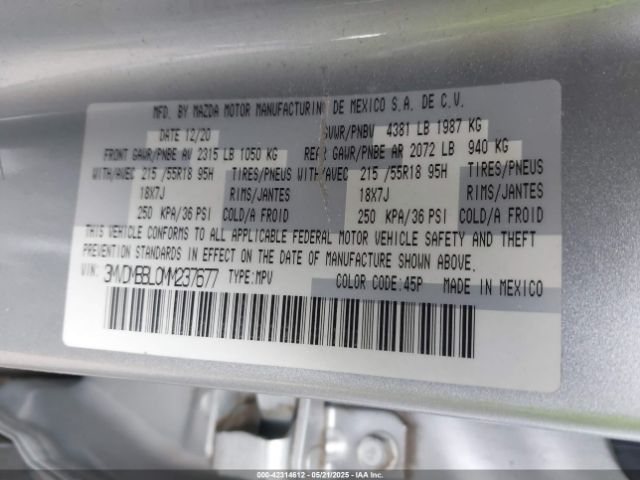 MFD. BY MAZDA MOTOR MANUFACTURING DE MEXICO S.A. DE C.V.
DATE 12/20 GVWR/PNBV 4381 LB 1987 KG
FRONT GAWR/PNBE AV 2315 LB 1050 KG REAR GAWR/PNBE AR 2072 LB 940 KG
WITH/AVEC 215 /55R18 95H TIRES/PNEUS WITH/AVEC 215 /55R18 95H TIRES/PNEUS
18X7J RIMS/JANTES 18X7J RIMS/JANTES
250 KPA/36 PSI COLD/A FROID 250 KPA/36 PSI COLD/A FROID
THIS VEHICLE CONFORMS TO ALL APPLICABLE FEDERAL MOTOR VEHICLE SAFETY AND THEFT
PREVENTION STANDARDS IN EFFECT ON THE DATE OF MANUFACTURE SHOWN ABOVE.
VIN: 3MVDMBBL0MM237677 TYPE:MPV COLOR CODE:45P MADE IN MEXICO
000-42314612 - 05/21/2025 - IAAI.com